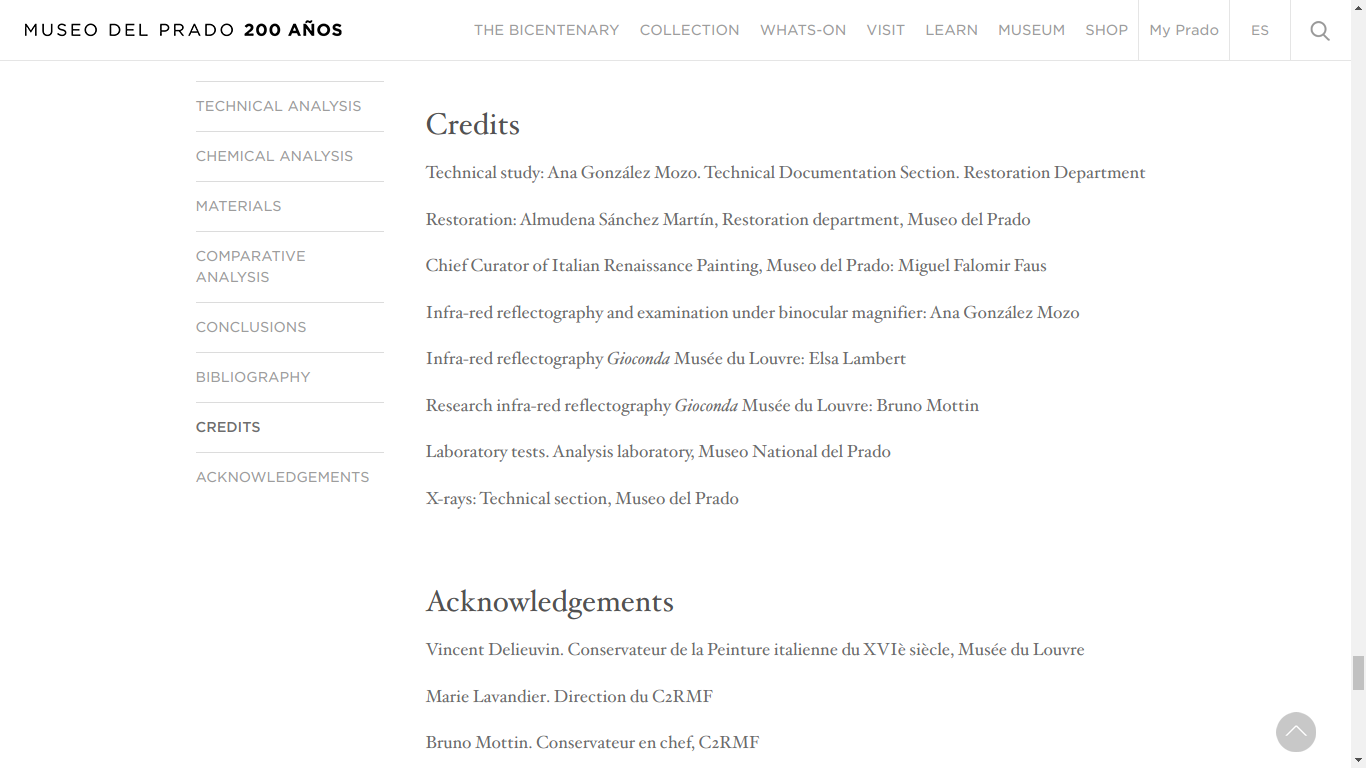 MUSEO DEL PRADO 200 AÑOS
THE BICENTENARY COLLECTION WHATS-ON VISIT LEARN MUSEUM SHOP My Prado ES
TECHNICAL ANALYSIS
CHEMICAL ANALYSIS
MATERIALS
COMPARATIVE
ANALYSIS
CONCLUSIONS
BIBLIOGRAPHY
CREDITS
ACKNOWLEDGEMENTS
Credits
Technical study: Ana González Mozo. Technical Documentation Section. Restoration Department
Restoration: Almudena Sánchez Martín, Restoration department, Museo del Prado
Chief Curator of Italian Renaissance Painting, Museo del Prado: Miguel Falomir Faus
Infra-red reflectography and examination under binocular magnifier: Ana González Mozo
Infra-red reflectography Gioconda Musée du Louvre: Elsa Lambert
Research infra-red reflectography Gioconda Musée du Louvre: Bruno Mottin
Laboratory tests. Analysis laboratory, Museo National del Prado
X-rays: Technical section, Museo del Prado
Acknowledgements
Vincent Delieuvin. Conservateur de la Peinture italienne du XVIè siècle, Musée du Louvre
Marie Lavandier. Direction du C2RMF
Bruno Mottin. Conservateur en chef, C2RMF